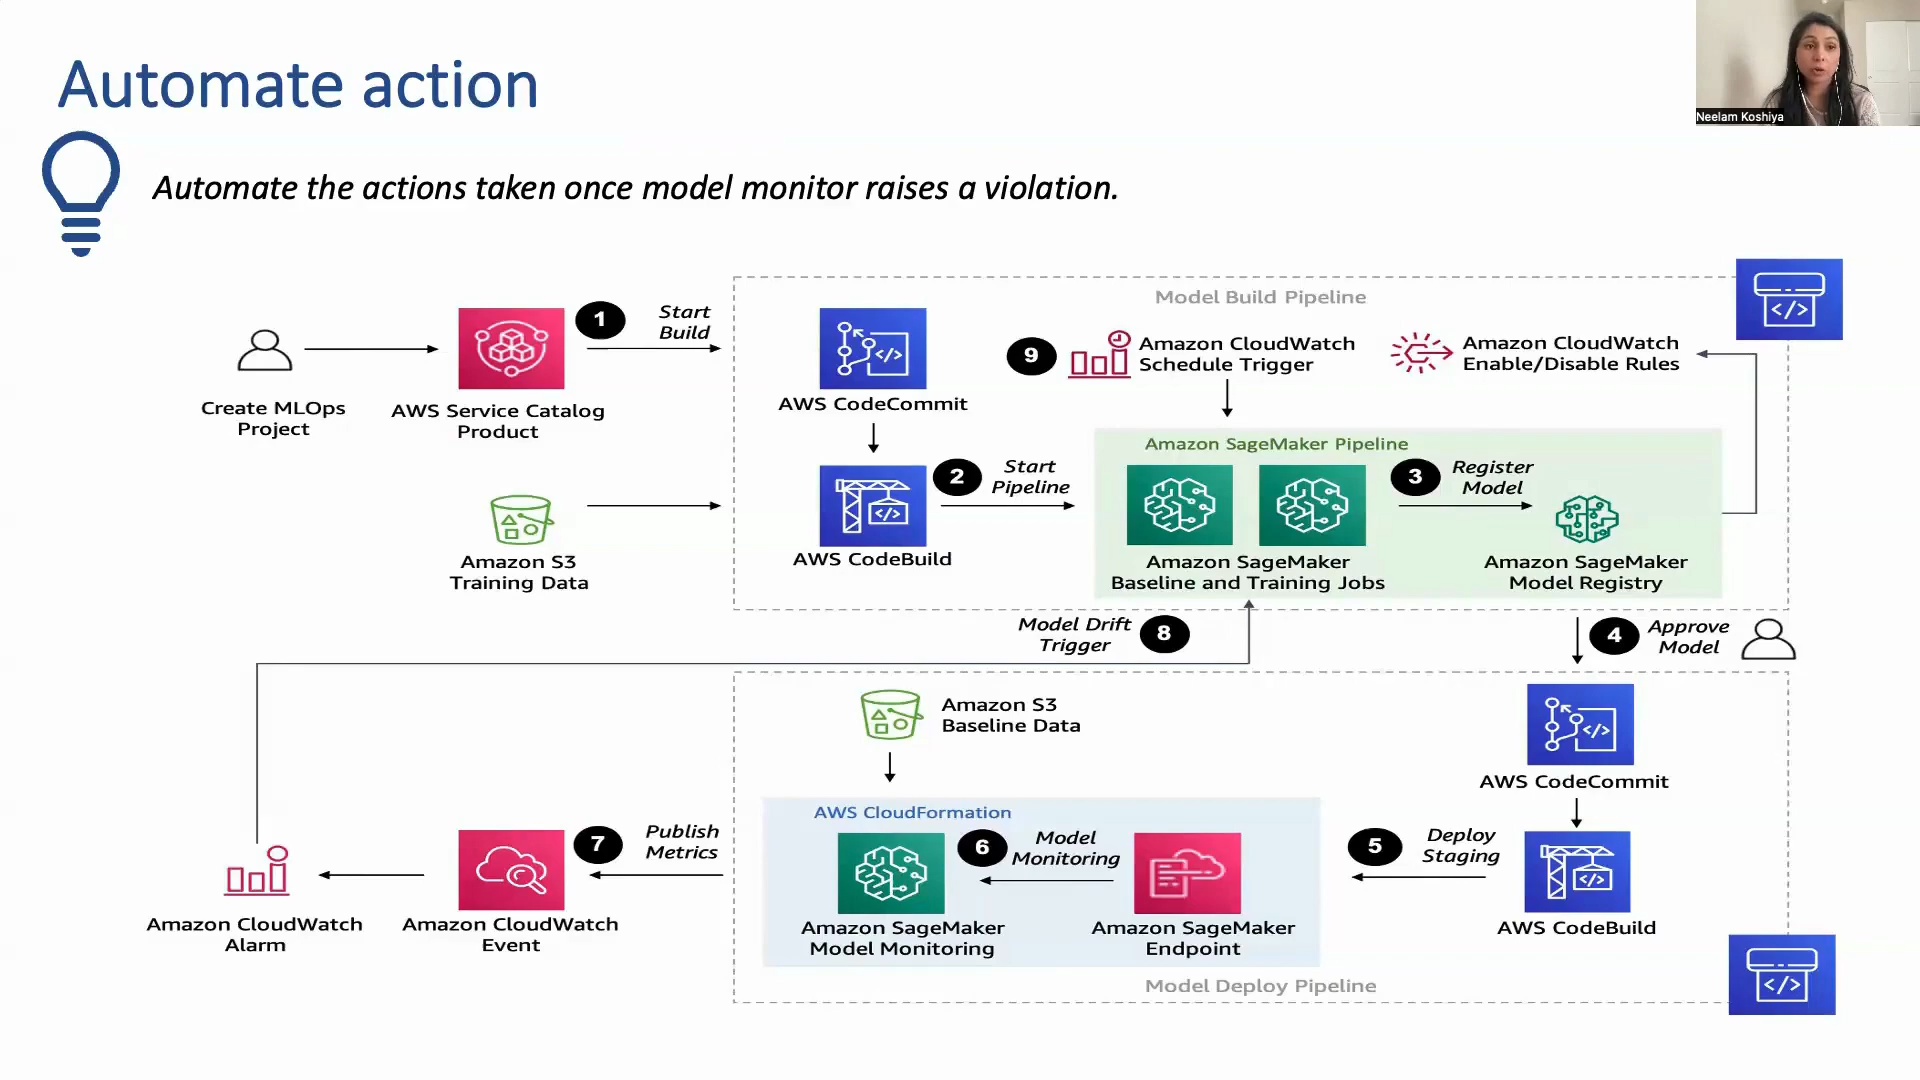 Automate action
Neelam Koshiya
Automate the actions taken once model monitor raises a violation.
Model Build Pipeline
1
Start
Build
Create MLOps
Project
AWS Service Catalog
Product
AWS CodeCommit
9
Amazon CloudWatch
Schedule Trigger
Amazon CloudWatch
Enable/Disable Rules
Amazon S3
Training Data
AWS CodeBuild
2
Start
Pipeline
Amazon SageMaker Pipeline
Amazon SageMaker
Baseline and Training Jobs
3
Register
Model
Amazon SageMaker
Model Registry
Model Drift
Trigger
8
4
Approve
Model
Amazon S3
Baseline Data
AWS CodeCommit
AWS CloudFormation
Amazon CloudWatch
Alarm
Amazon CloudWatch
Event
7
Publish
Metrics
Amazon SageMaker
Model Monitoring
6
Model
Monitoring
Amazon SageMaker
Endpoint
5
Deploy
Staging
AWS CodeBuild
Model Deploy Pipeline